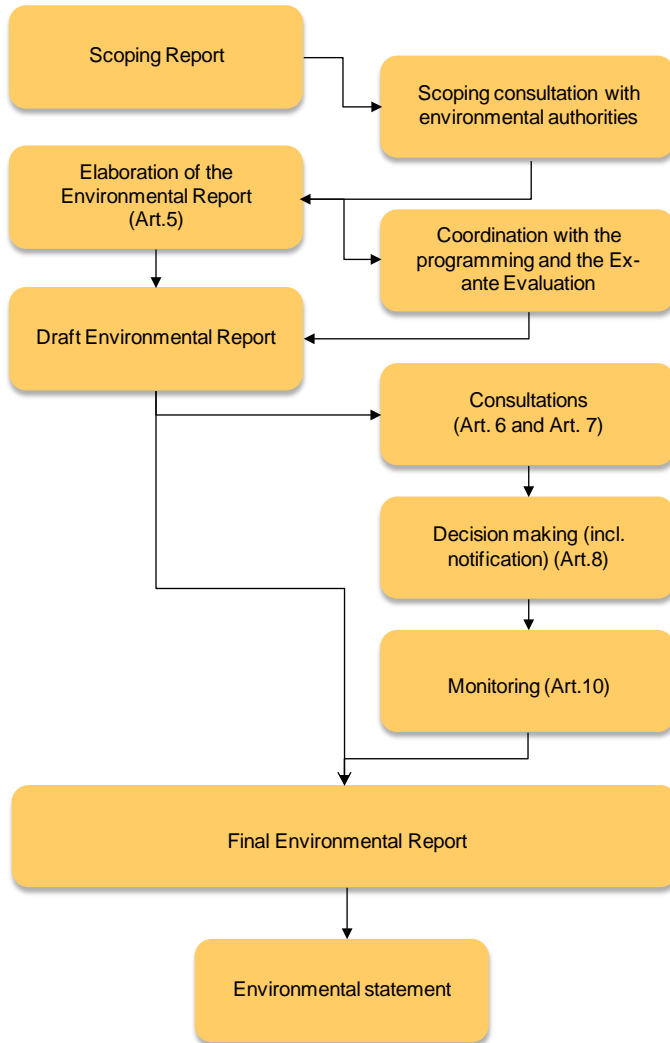 Scoping Report
Scoping consultation with
environmental authorities
Elaboration of the
Environmental Report
(Art.5)
Coordination with the
programming and the Ex-
ante Evaluation
Draft Environmental Report
Consultations
(Art. 6 and Art. 7)
Decision making (incl.
notification) (Art.8)
Monitoring (Art.10)
Final Environmental Report
Environmental statement